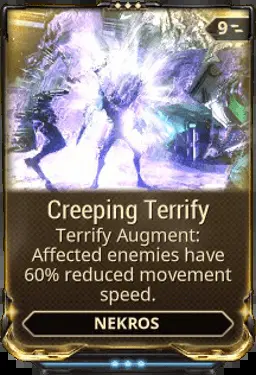 9
Creeping Terrify
Terrify Augment:
Affected enemies have
60% reduced movement
speed.
NEKROS